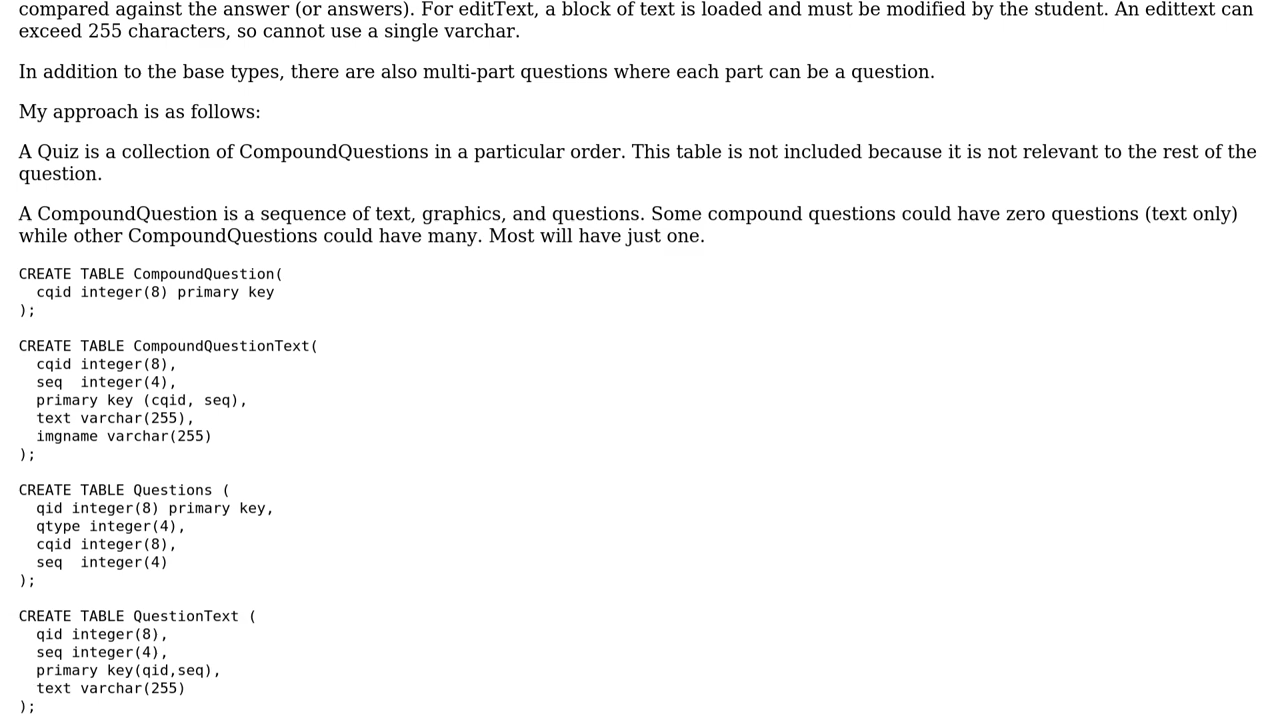 compared against the answer (or answers). For editText, a block of text is loaded and must be modified by the student. An edittext can
exceed 255 characters, so cannot use a single varchar.
In addition to the base types, there are also multi-part questions where each part can be a question.
My approach is as follows:
A Quiz is a collection of CompoundQuestions in a particular order. This table is not included because it is not relevant to the rest of the
question.
A CompoundQuestion is a sequence of text, graphics, and questions. Some compound questions could have zero questions (text only)
while other CompoundQuestions could have many. Most will have just one.
CREATE TABLE CompoundQuestion(
  cqid integer(8) primary key
);
CREATE TABLE CompoundQuestionText(
  cqid integer(8),
  seq  integer(4),
  primary key (cqid, seq),
  text varchar(255),
  imgname varchar(255)
);
CREATE TABLE Questions (
  qid integer(8) primary key,
  qtype integer(4),
  cqid integer(8),
  seq  integer(4)
);
CREATE TABLE QuestionText (
  qid integer(8),
  seq integer(4),
  primary key(qid,seq),
  text varchar(255)
);